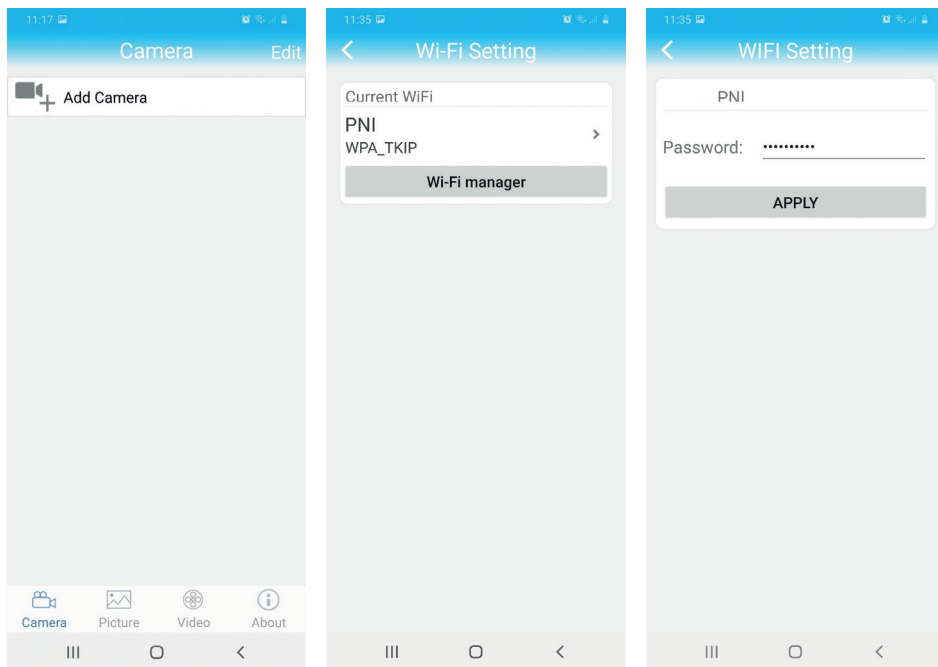 11:17
Camera Edit
Add Camera
Camera Picture Video About
11:35
Wi-Fi Setting
Current WiFi
PNI
WPA_TKIP
Wi-Fi manager
11:35
WIFI Setting
PNI
Password: ••••••••••
APPLY